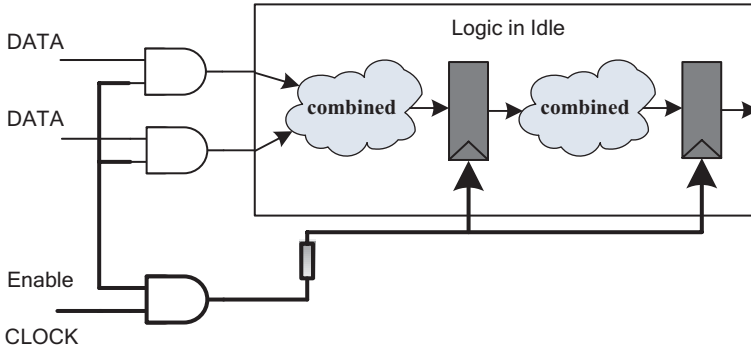 DATA
Logic in Idle
combined
combined
DATA
Enable
CLOCK